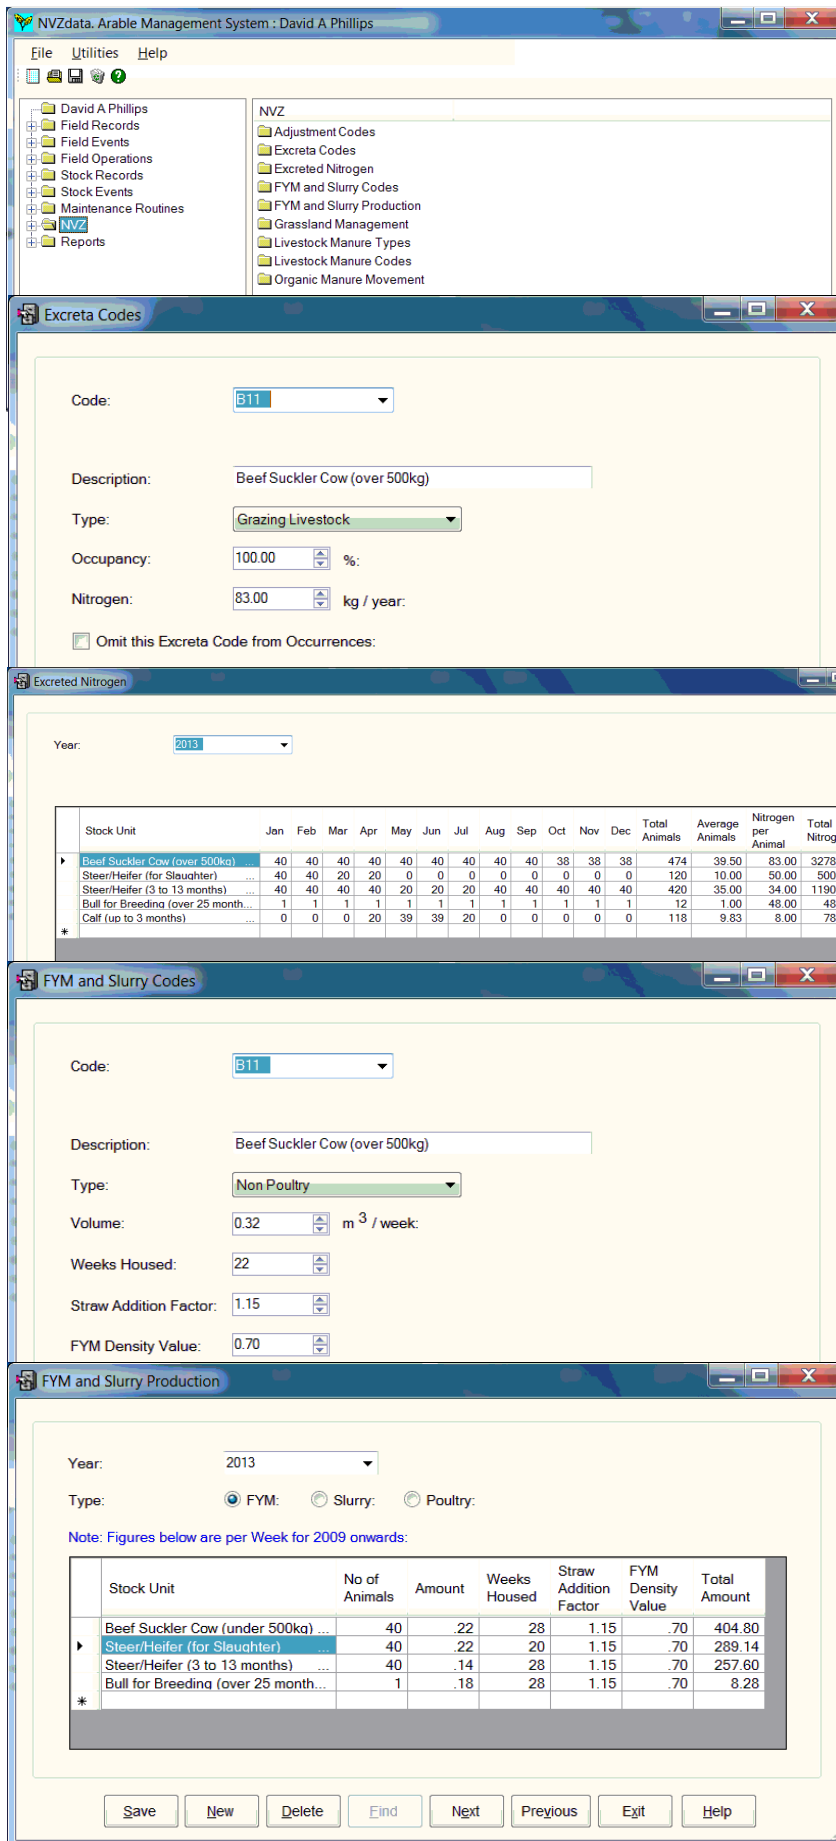 NVZdata. Arable Management System : David A Phillips
File Utilities Help
David A Phillips
Field Records
Field Events
Field Operations
Stock Records
Stock Events
Maintenance Routines
NVZ
Reports
NVZ
Adjustment Codes
Excreta Codes
Excreted Nitrogen
FYM and Slurry Codes
FYM and Slurry Production
Grassland Management
Livestock Manure Types
Livestock Manure Codes
Organic Manure Movement
Excreta Codes
Code: B11
Description: Beef Suckler Cow (over 500kg)
Type: Grazing Livestock
Occupancy: 100.00 %:
Nitrogen: 83.00 kg / year:
Omit this Excreta Code from Occurrences:
Excreted Nitrogen
Year: 2013
Stock Unit Jan Feb Mar Apr May Jun Jul Aug Sep Oct Nov Dec Total Animals Average Animals Nitrogen per Animal Total Nitrog
Beef Suckler Cow (over 500kg) ... 40 40 40 40 40 40 40 40 40 38 38 38 474 39.50 83.00 3278
Steer/Heifer (for Slaughter) ... 40 40 20 20 0 0 0 0 0 0 0 0 120 10.00 50.00 500
Steer/Heifer (3 to 13 months) ... 40 40 40 40 20 20 20 40 40 40 40 40 420 35.00 34.00 1190
Bull for Breeding (over 25 month... 1 1 1 1 1 1 1 1 1 1 1 1 12 1.00 48.00 48
Calf (up to 3 months) ... 0 0 0 20 39 39 20 0 0 0 0 0 118 9.83 8.00 78
FYM and Slurry Codes
Code: B11
Description: Beef Suckler Cow (over 500kg)
Type: Non Poultry
Volume: 0.32 m 3 / week:
Weeks Housed: 22
Straw Addition Factor: 1.15
FYM Density Value: 0.70
FYM and Slurry Production
Year: 2013
Type: FYM: Slurry: Poultry:
Note: Figures below are per Week for 2009 onwards:
Stock Unit No of Animals Amount Weeks Housed Straw Addition Factor FYM Density Value Total Amount
Beef Suckler Cow (under 500kg) ... 40 .22 28 1.15 .70 404.80
Steer/Heifer (for Slaughter) ... 40 .22 20 1.15 .70 289.14
Steer/Heifer (3 to 13 months) ... 40 .14 28 1.15 .70 257.60
Bull for Breeding (over 25 month... 1 .18 28 1.15 .70 8.28
Save New Delete Find Next Previous Exit Help